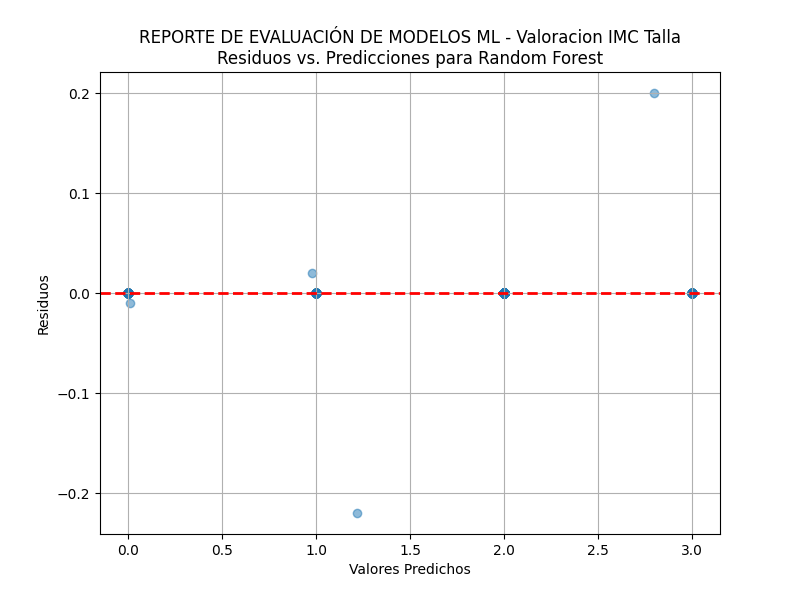 REPORTE DE EVALUACIÓN DE MODELOS ML - Valoracion IMC Talla
Residuos vs. Predicciones para Random Forest
0.2
0.1
0.0
−0.1
−0.2
Residuos
0.0 0.5 1.0 1.5 2.0 2.5 3.0
Valores Predichos